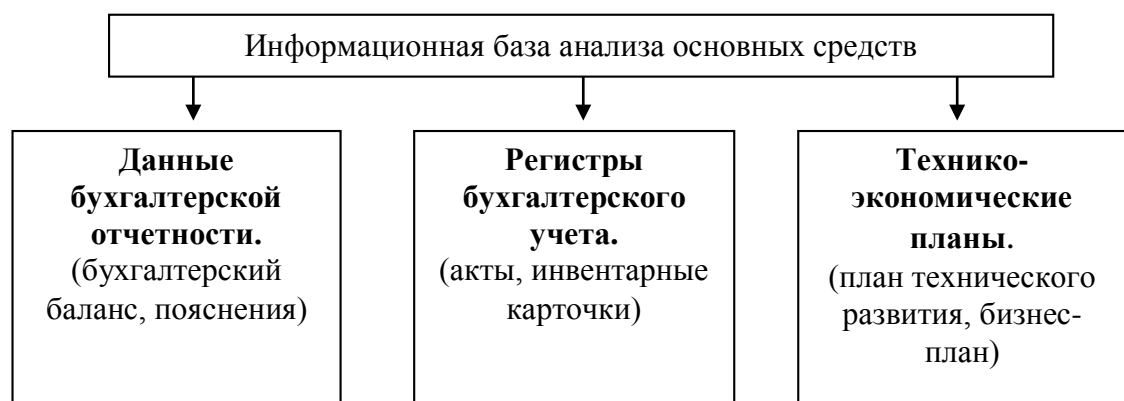 Информационная база анализа основных средств
Данные
бухгалтерской
отчетности.
(бухгалтерский
баланс, пояснения)
Регистры
бухгалтерского
учета.
(акты, инвентарные
карточки)
Технико-
экономические
планы.
(план технического
развития, бизнес-
план)